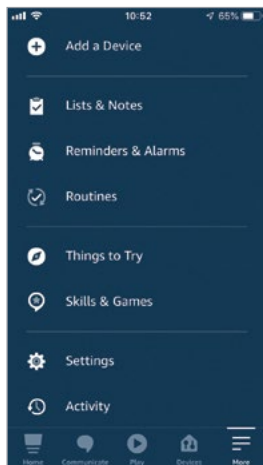 10:52 65%
Add a Device
Lists & Notes
Reminders & Alarms
Routines
Things to Try
Skills & Games
Settings
Activity
Home Communicate Play Devices More